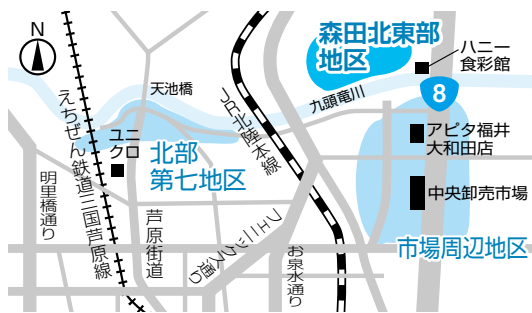 N
森田北東部
地区
ハニー
食彩館
8
天池橋
九頭竜川
JR北陸本線
えちぜん鉄道三国芦原線
ユニ
クロ
北部
第七地区
アピタ福井
大和田店
中央卸売市場
明里橋通り
芦原街道
フェニックス通り
お泉水通り
市場周辺地区